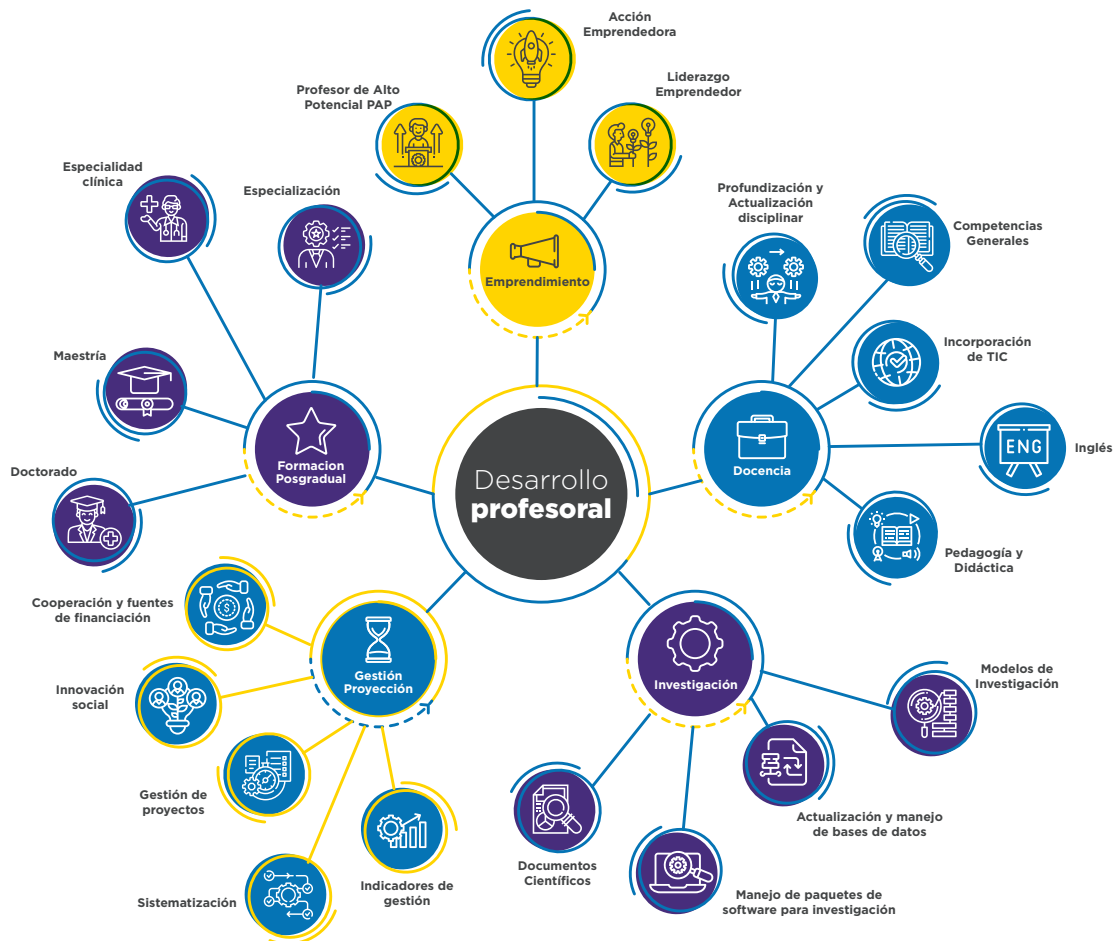 Acción
Emprendedora
Profesor de Alto
Potencial PAP
Liderazgo
Emprendedor
Emprendimiento
Especialidad
clínica
Especialización
Maestría
Doctorado
Formacion
Posgradual
Profundización y
Actualización
disciplinar
Competencias
Generales
Incorporación
de TIC
ENG
Inglés
Docencia
Pedagogía y
Didáctica
Desarrollo
profesoral
Cooperación y fuentes
de financiación
$
Innovación
social
Gestión
Proyección
Gestión de
proyectos
Sistematización
Indicadores de
gestión
Investigación
Modelos de
Investigación
Actualización y manejo
de bases de datos
Documentos
Científicos
Manejo de paquetes de
software para investigación